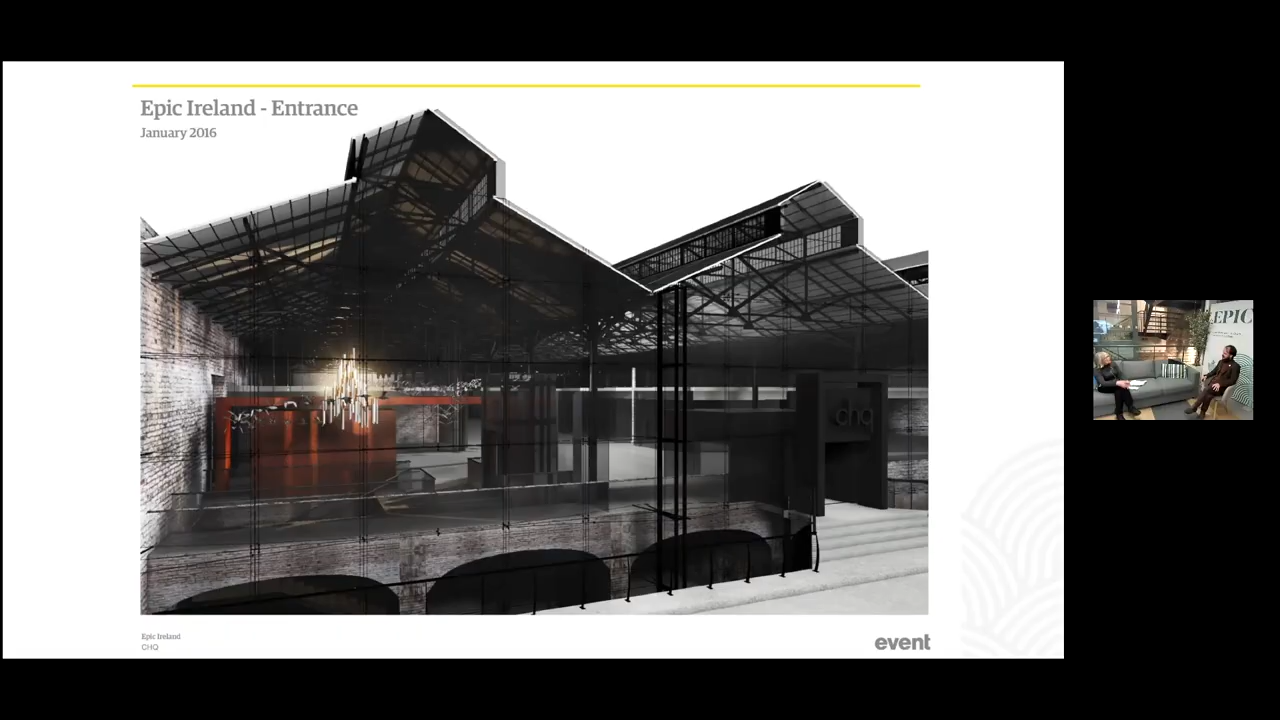 Epic Ireland - Entrance
January 2016
chq
EPIC
Epic Ireland
CHQ
event